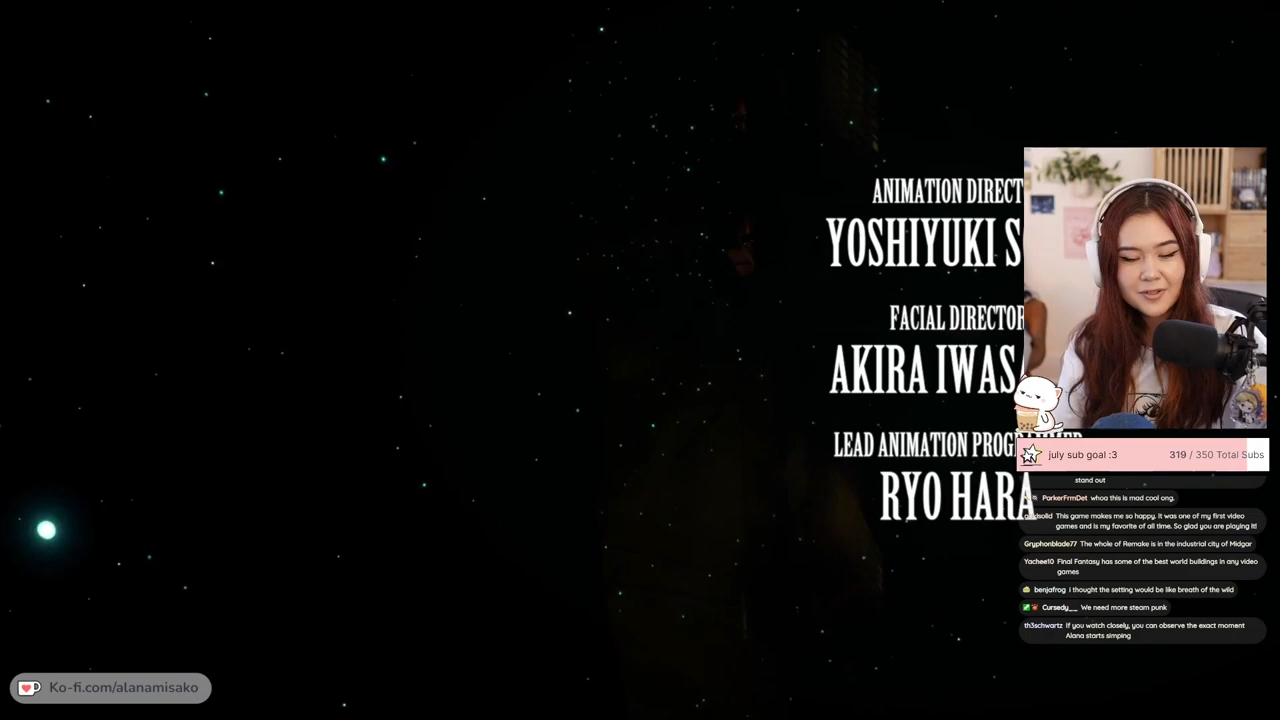 ANIMATION DIRECT
YOSHIYUKI S
FACIAL DIRECTOR
AKIRA IWAS
LEAD ANIMATION PROGRAMMER
RYO HARA
july sub goal :3 319 / 350 Total Subs
stand out
ParkerFrmDet whoa this is mad cool ong.
This game makes me so happy. It was one of my first video
games and is my favorite of all time. So glad you are playing it!
Gryphonblade77 The whole of Remake is in the industrial city of Midgar
Yachee10 Final Fantasy has some of the best world buildings in any video
games
benjafrog i thought the setting would be like breath of the wild
Cursedy__ We need more steam punk
th3schwartz If you watch closely, you can observe the exact moment
Alana starts simping
Ko-fi.com/alanamisako